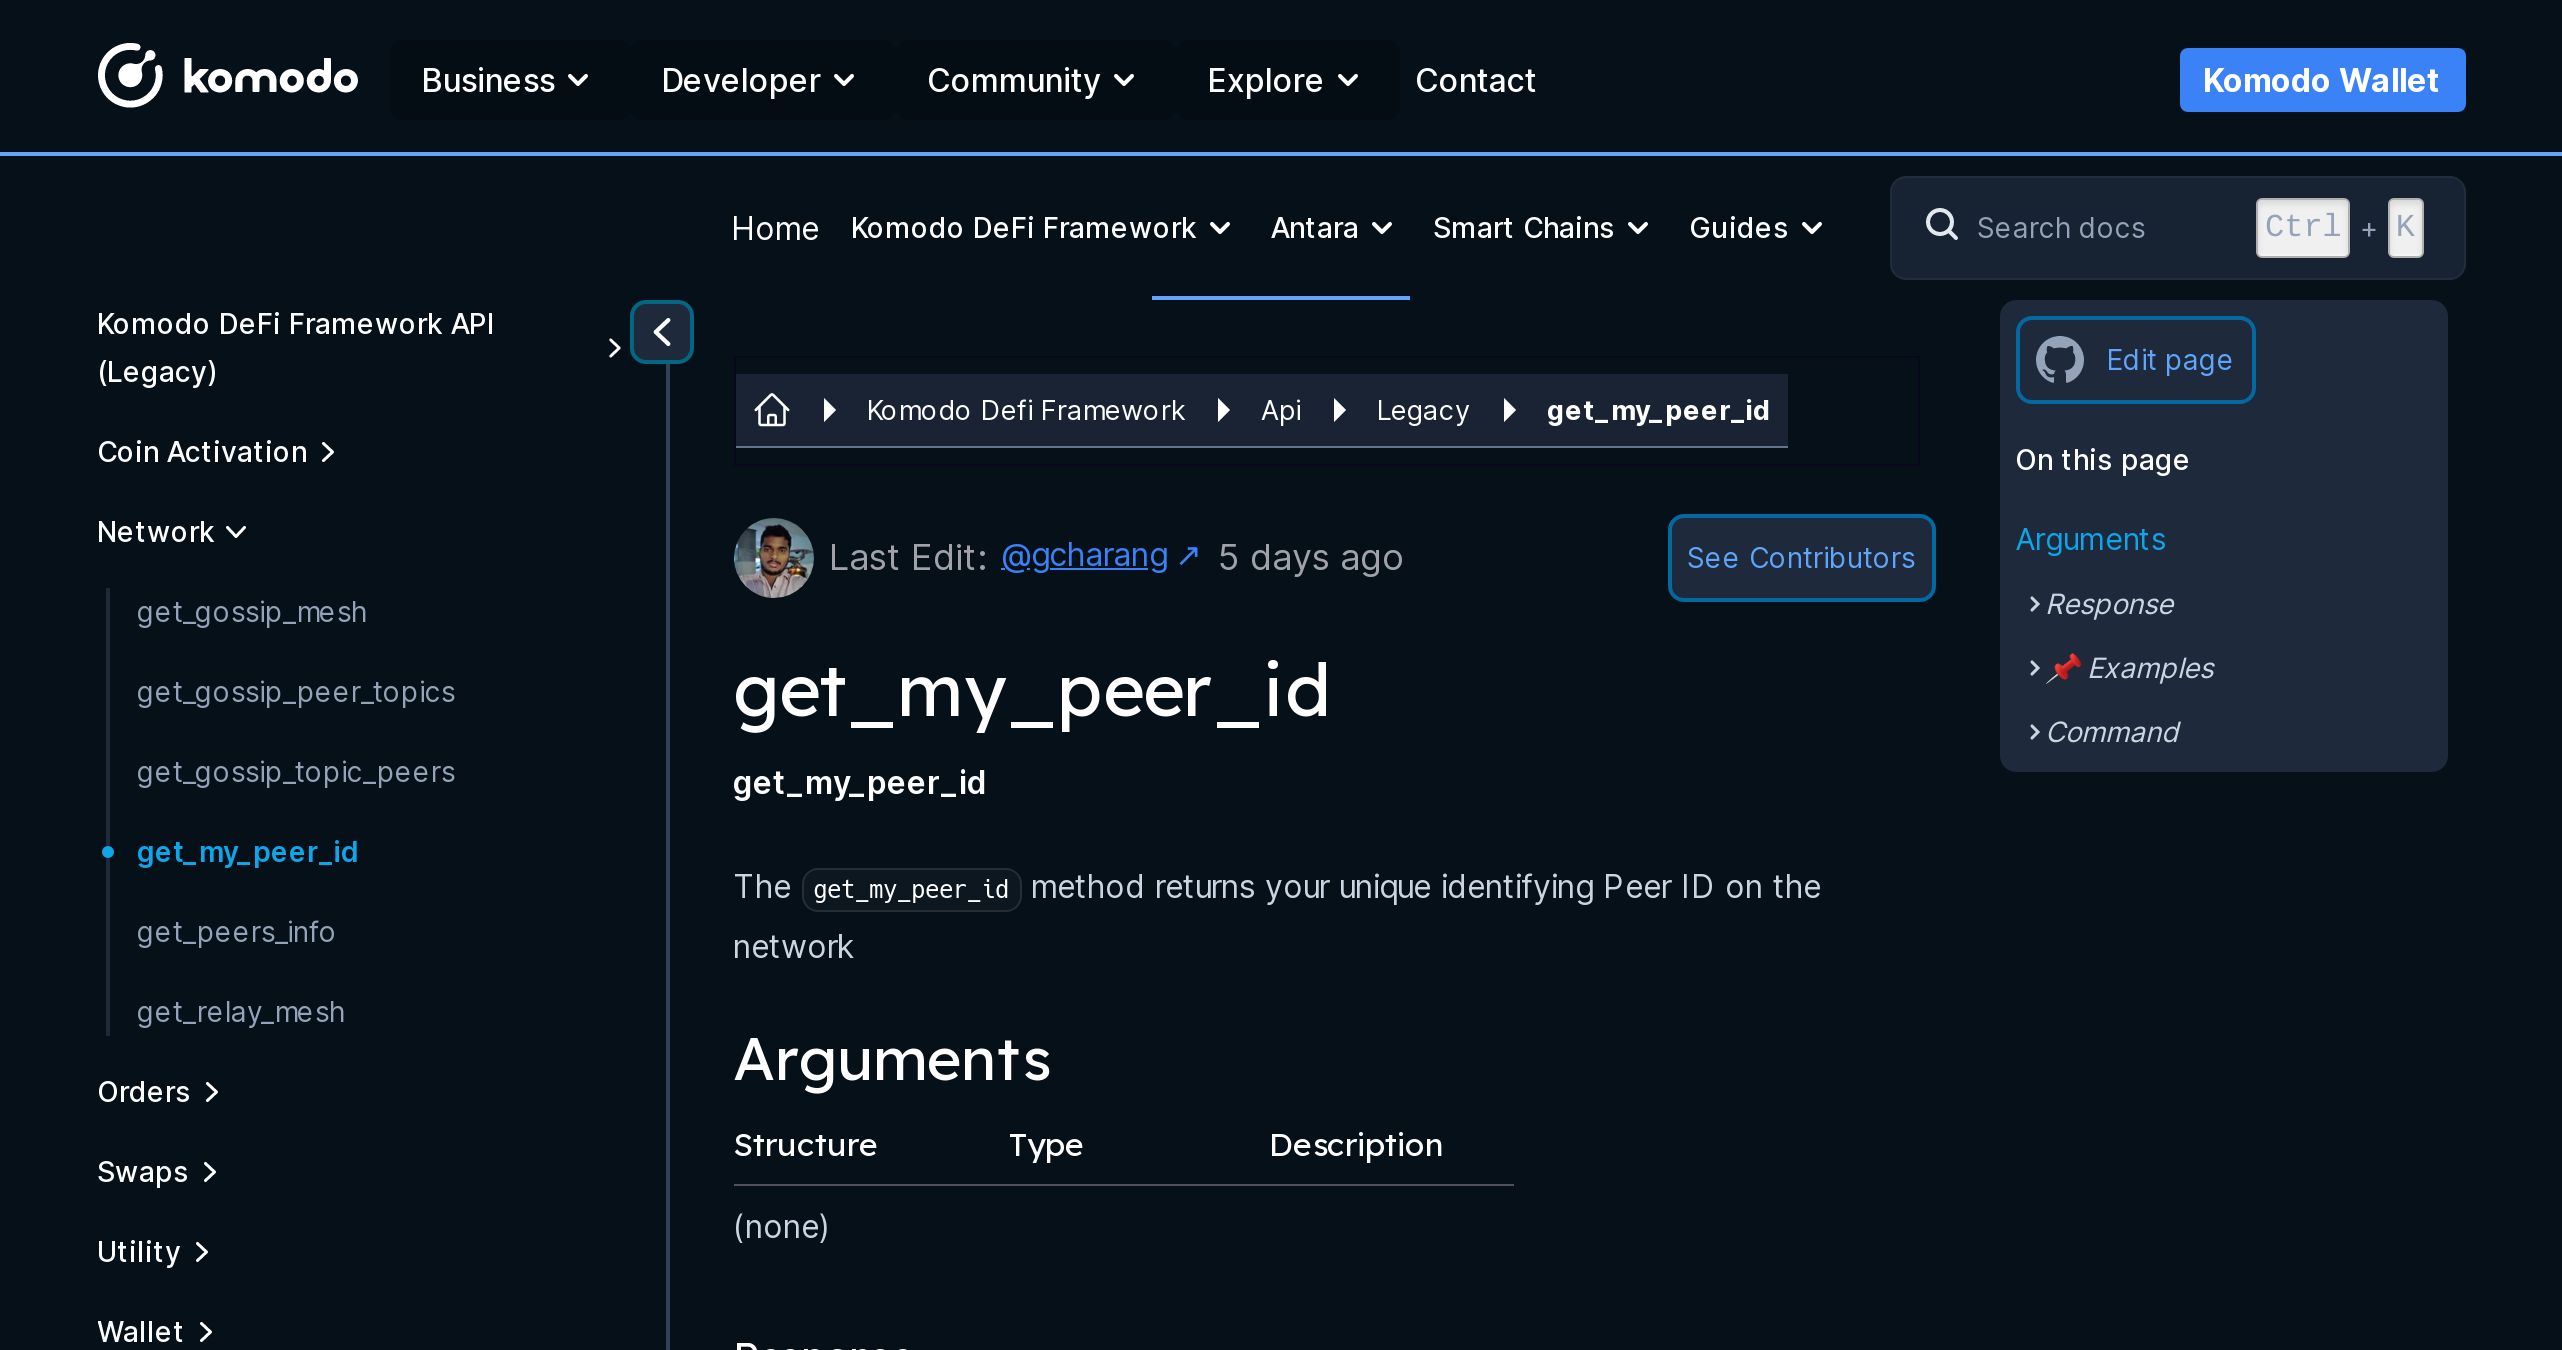 komodo Business Developer Community Explore Contact Komodo Wallet
Home Komodo DeFi Framework Antara Smart Chains Guides Search docs Ctrl + K
Komodo DeFi Framework API
(Legacy)
Coin Activation
Network
get_gossip_mesh
get_gossip_peer_topics
get_gossip_topic_peers
get_my_peer_id
get_peers_info
get_relay_mesh
Orders
Swaps
Utility
Wallet
Komodo Defi Framework Api Legacy get_my_peer_id
Last Edit: @gcharang ↗ 5 days ago See Contributors
get_my_peer_id
get_my_peer_id
The get_my_peer_id method returns your unique identifying Peer ID on the
network
Arguments
Structure Type Description
(none)
Response
Edit page
On this page
Arguments
Response
📌 Examples
Command